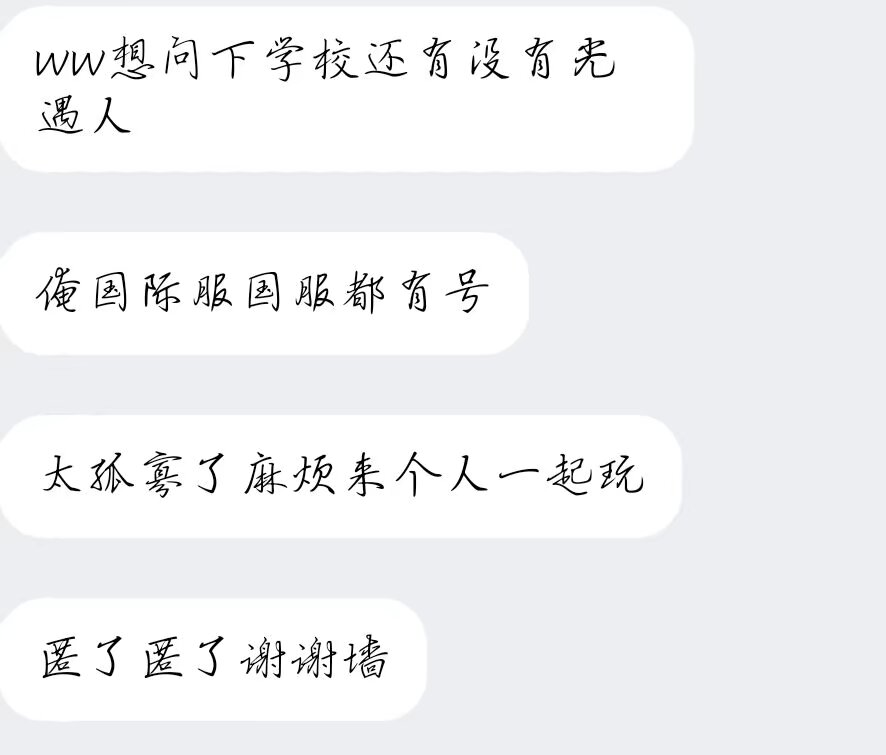 ww想问下学校还有没有光
遇人
俺国际服国服都有号
太孤寡了麻烦来个人一起玩
匿了匿了谢谢墙